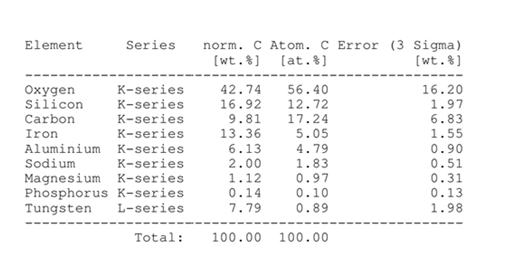 Element Series norm. C Atom. C Error (3 Sigma)
[wt.%] [at.%] [wt.%]
Oxygen K-series 42.74 56.40 16.20
Silicon K-series 16.92 12.72 1.97
Carbon K-series 9.81 17.24 6.83
Iron K-series 13.36 5.05 1.55
Aluminium K-series 6.13 4.79 0.90
Sodium K-series 2.00 1.83 0.51
Magnesium K-series 1.12 0.97 0.31
Phosphorus K-series 0.14 0.10 0.13
Tungsten L-series 7.79 0.89 1.98
Total: 100.00 100.00